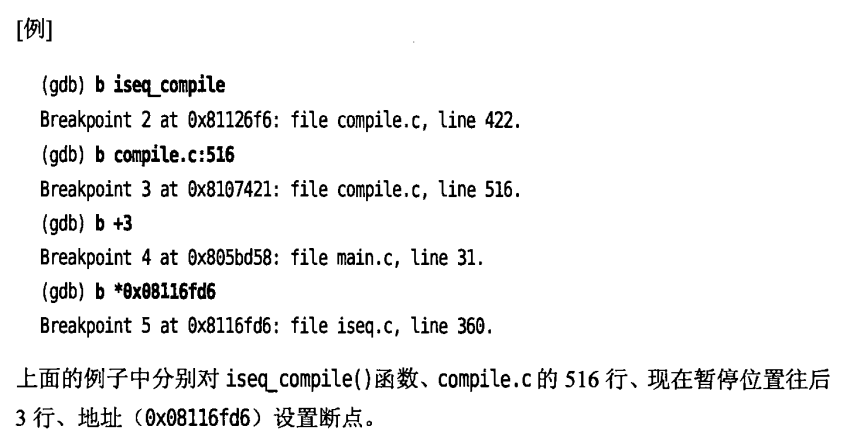 [例]
(gdb) b iseq_compile
Breakpoint 2 at 0x81126f6: file compile.c, line 422.
(gdb) b compile.c:516
Breakpoint 3 at 0x8107421: file compile.c, line 516.
(gdb) b +3
Breakpoint 4 at 0x805bd58: file main.c, line 31.
(gdb) b *0x08116fd6
Breakpoint 5 at 0x8116fd6: file iseq.c, line 360.
上面的例子中分别对 iseq_compile()函数、compile.c 的 516 行、现在暂停位置往后
3 行、地址（0x08116fd6）设置断点。